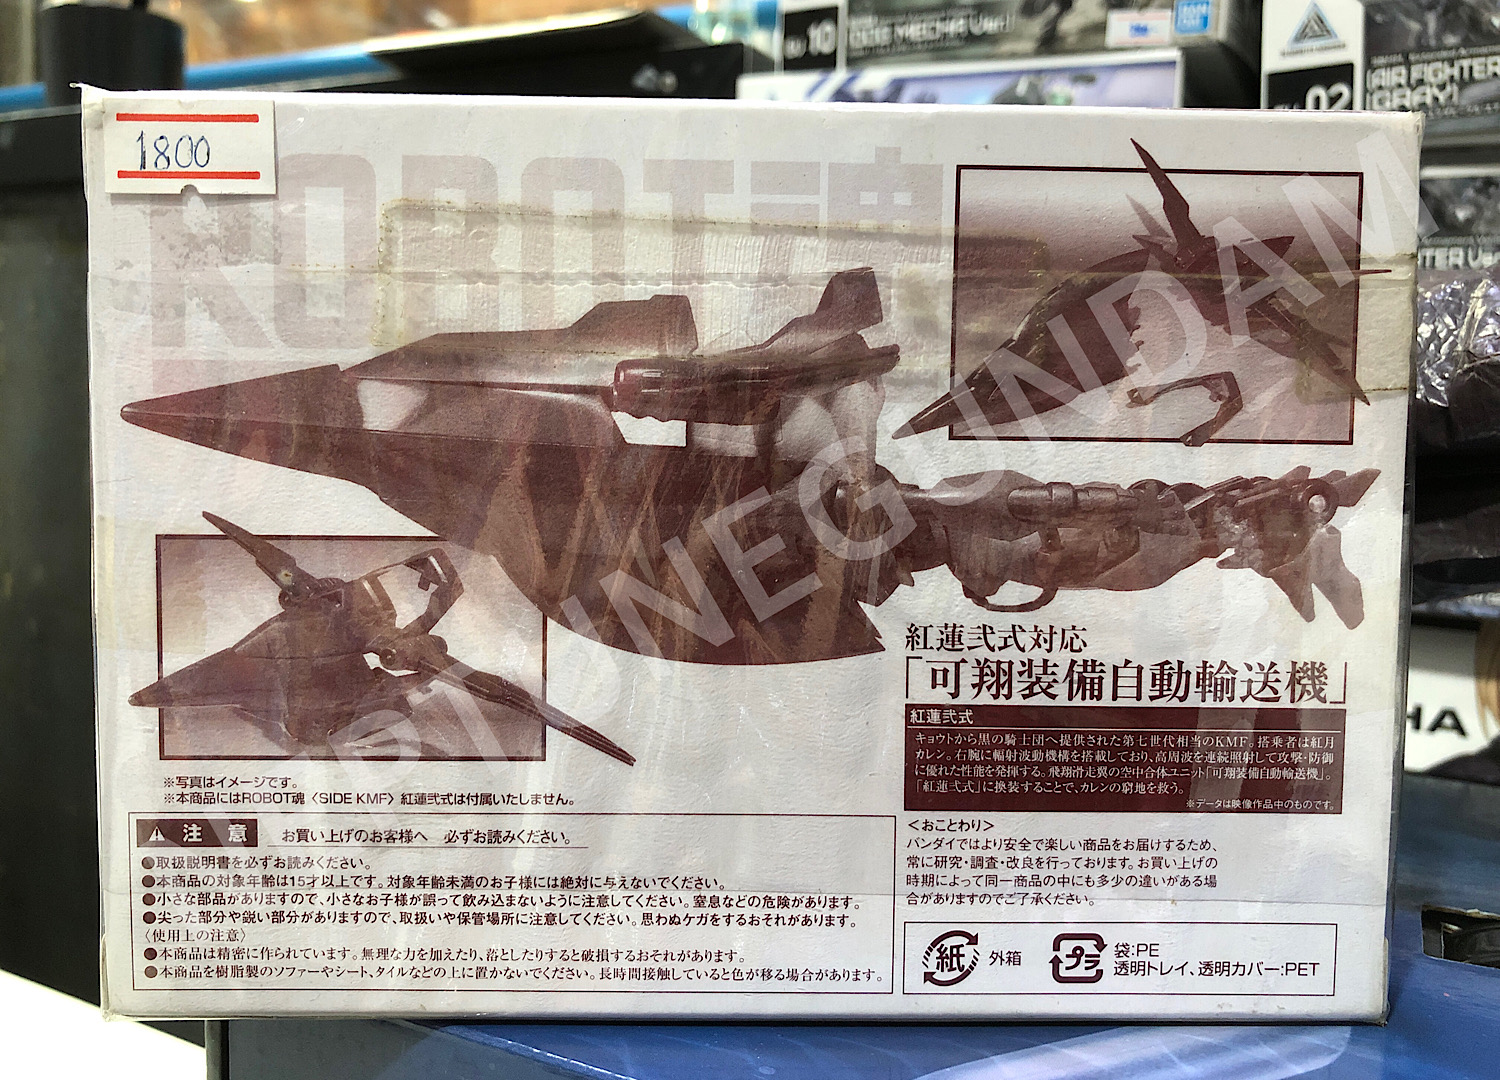 1800
ROBOT魂
10
02
[AIR FIGHTER
[GRAY]
紅蓮弐式対応
「可翔装備自動輸送機」
紅蓮弐式
キョウトから黒の騎士団へ提供された第七世代相当のKMF。搭乗者は紅月
カレン。右腕に輻射波動機構を搭載しており、高周波を連続照射して攻撃・防御
に優れた性能を発揮する。飛翔滑走翼の空中合体ユニット「可翔装備自動輸送機」。
「紅蓮弐式」に換装することで、カレンの窮地を救う。
※データは映像作品中のものです。
※写真はイメージです。
※本商品にはROBOT魂〈SIDE KMF〉紅蓮弐式は付属いたしません。
注意 お買い上げのお客様へ 必ずお読みください。
●取扱説明書を必ずお読みください。
●本商品の対象年齢は15才以上です。対象年齢未満のお子様には絶対に与えないでください。
●小さな部品がありますので、小さなお子様が誤って飲み込まないように注意してください。窒息などの危険があります。
●尖った部分や鋭い部分がありますので、取扱いや保管場所に注意してください。思わぬケガをするおそれがあります。
〈使用上の注意〉
●本商品は精密に作られています。無理な力を加えたり、落としたりすると破損するおそれがあります。
●本商品を樹脂製のソファーやシート、タイルなどの上に置かないでください。長時間接触していると色が移る場合があります。
＜おことわり＞
バンダイではより安全で楽しい商品をお届けするため、
常に研究・調査・改良を行っております。お買い上げの
時期によって同一商品の中にも多少の違いがある場
合がありますのでご了承ください。
紙 外箱
プラ 袋:PE
透明トレイ、透明カバー:PET
HA